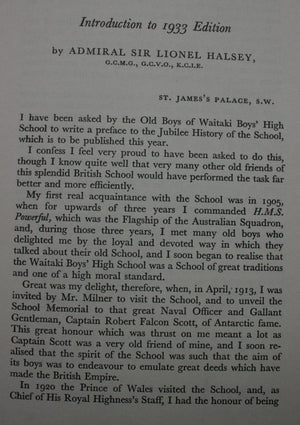 Introduction to 1933 Edition
by ADMIRAL SIR LIONEL HALSEY,
G.C.M.G., G.C.V.O., K.C.I.E.
ST. JAMES'S PALACE, S.W.
I have been asked by the Old Boys of Waitaki Boys' High
School to write a preface to the Jubilee History of the School,
which is to be published this year.
I confess I feel very proud to have been asked to do this,
though I know quite well that very many other old friends of
this splendid British School would have performed the task far
better and more efficiently.
My first real acquaintance with the School was in 1905,
when for upwards of three years I commanded H.M.S.
Powerful, which was the Flagship of the Australian Squadron,
and, during those three years, I met many old boys who
delighted me by the loyal and devoted way in which they
talked about their old School, and I soon began to realise that
the Waitaki Boys' High School was a School of great traditions
and one of a high moral standard.
Great was my delight, therefore, when, in April, 1913, I was
invited by Mr. Milner to visit the School, and to unveil the
School Memorial to that great Naval Officer and Gallant
Gentleman, Captain Robert Falcon Scott, of Antarctic fame.
This great honour which was thrust on me meant a lot as
Captain Scott was a very old friend of mine, and I soon re-
alised that the spirit of the School was such that the aim of
its boys was to endeavour to emulate great deeds which have
made the British Empire.
In 1920 the Prince of Wales visited the School, and, as
Chief of His Royal Highness's Staff, I had the honour of being